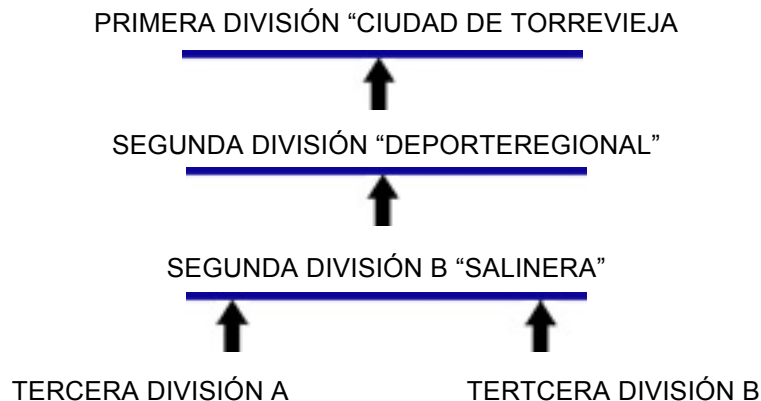 PRIMERA DIVISIÓN “CIUDAD DE TORREVIEJA
SEGUNDA DIVISIÓN “DEPORTEREGIONAL”
SEGUNDA DIVISIÓN B “SALINERA”
TERCERA DIVISIÓN A
TERTCERA DIVISIÓN B